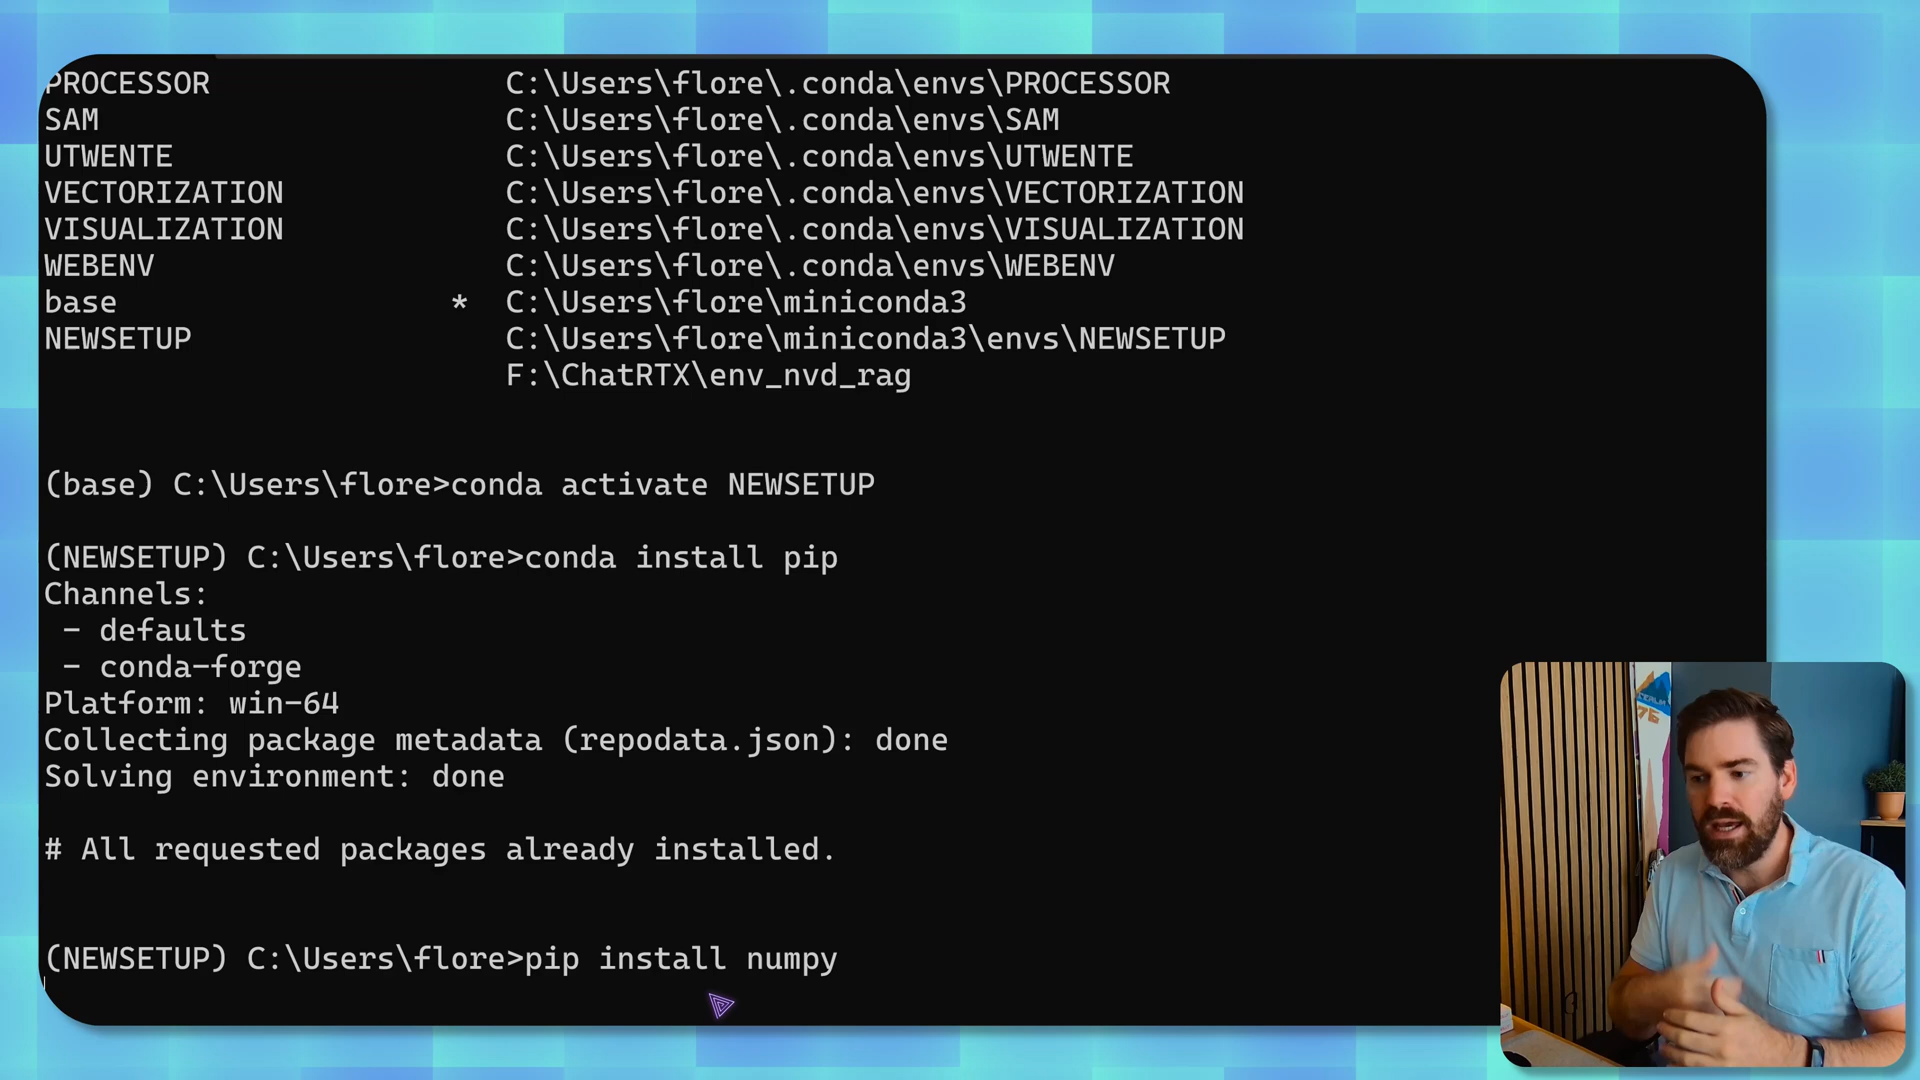 PROCESSOR C:\Users\flore\.conda\envs\PROCESSOR
SAM C:\Users\flore\.conda\envs\SAM
UTWENTE C:\Users\flore\.conda\envs\UTWENTE
VECTORIZATION C:\Users\flore\.conda\envs\VECTORIZATION
VISUALIZATION C:\Users\flore\.conda\envs\VISUALIZATION
WEBENV C:\Users\flore\.conda\envs\WEBENV
base * C:\Users\flore\miniconda3
NEWSETUP C:\Users\flore\miniconda3\envs\NEWSETUP
F:\ChatRTX\env_nvd_rag
(base) C:\Users\flore>conda activate NEWSETUP
(NEWSETUP) C:\Users\flore>conda install pip
Channels:
- defaults
- conda-forge
Platform: win-64
Collecting package metadata (repodata.json): done
Solving environment: done
# All requested packages already installed.
(NEWSETUP) C:\Users\flore>pip install numpy